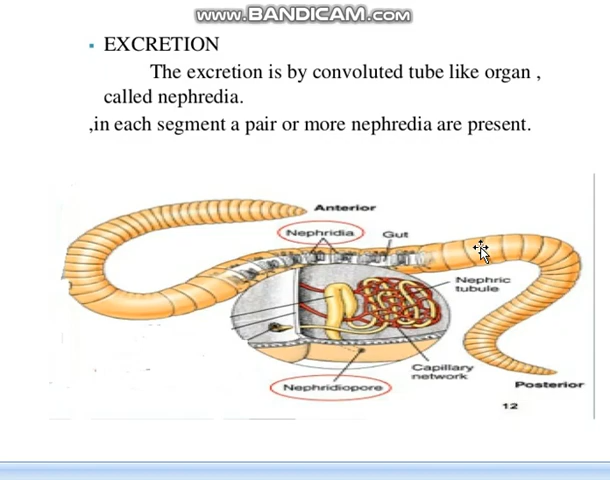 WWW.BANDICAM.COM
▪ EXCRETION
The excretion is by convoluted tube like organ ,
called nephredia.
,in each segment a pair or more nephredia are present.
Anterior
Nephridia
Gut
Nephric
tubule
Capillary
network
Nephridiopore
Posterior
12